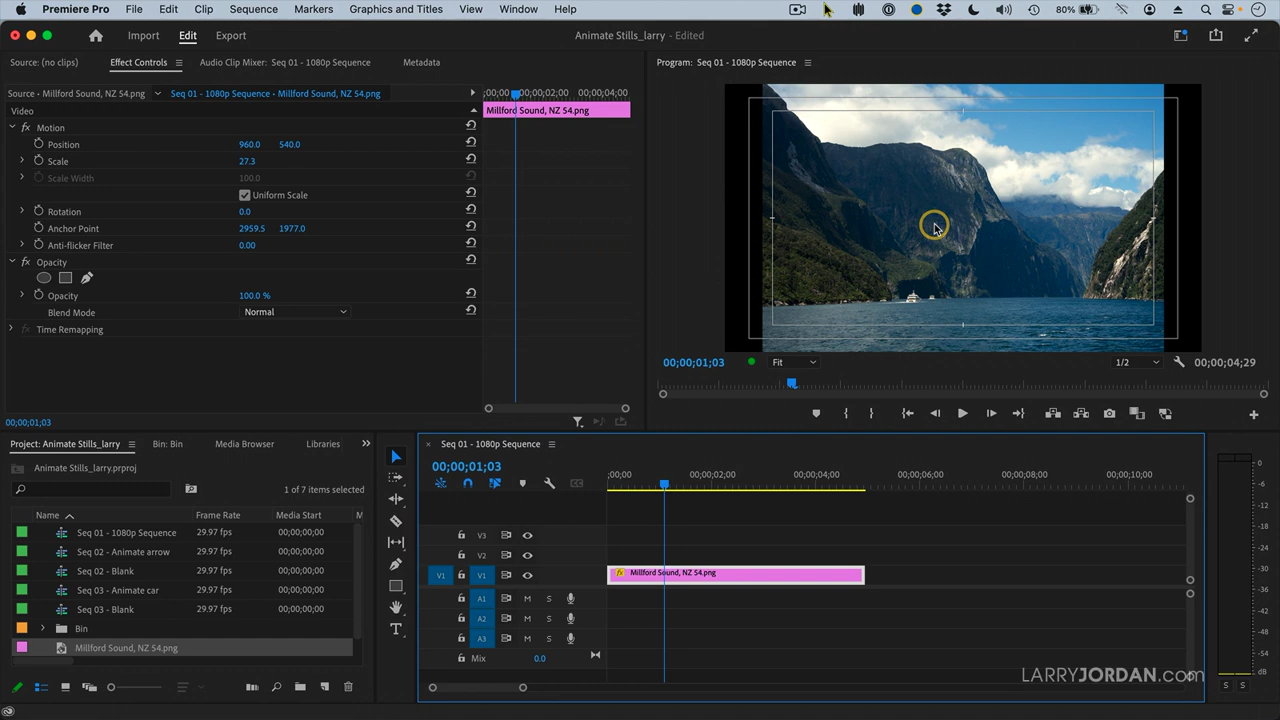 Premiere Pro File Edit Clip Sequence Markers Graphics and Titles View Window Help 80%
Import Edit Export Animate Stills_larry - Edited
Source: (no clips) Effect Controls Audio Clip Mixer: Seq 01 - 1080p Sequence Metadata Program: Seq 01 - 1080p Sequence
Source • Millford Sound, NZ 54.png Seq 01 - 1080p Sequence • Millford Sound, NZ 54.png ;00;00 00;00;02;00 00;00;04;00
Video Millford Sound, NZ 54.png
fx Motion
Position 960.0 540.0
Scale 27.3
Scale Width 100.0
Uniform Scale
Rotation 0.0
Anchor Point 2959.5 1977.0
Anti-flicker Filter 0.00
fx Opacity
Opacity 100.0 %
Blend Mode Normal
fx Time Remapping
00;00;01;03 Fit 1/2 00;00;04;29
00;00;01;03
Project: Animate Stills_larry Bin: Bin Media Browser Libraries Seq 01 - 1080p Sequence
Animate Stills_larry.prproj 00;00;01;03
1 of 7 items selected ;00;00 00;00;02;00 00;00;04;00 00;00;06;00 00;00;08;00 00;00;10;00
Name Frame Rate Media Start M
Seq 01 - 1080p Sequence 29.97 fps 00;00;00;00
Seq 02 - Animate arrow 29.97 fps 00;00;00;00
Seq 02 - Blank 29.97 fps 00;00;00;00
Seq 03 - Animate car 29.97 fps 00;00;00;00
Seq 03 - Blank 29.97 fps 00;00;00;00
Bin
Millford Sound, NZ 54.png
V3
V2
V1 V1 fx Millford Sound, NZ 54.png
A1 M S
A2 M S
A3 M S
Mix 0.0
0
-6
-12
-18
-24
-30
-36
-42
-48
-54
dB
S S
LARRYJORDAN.com